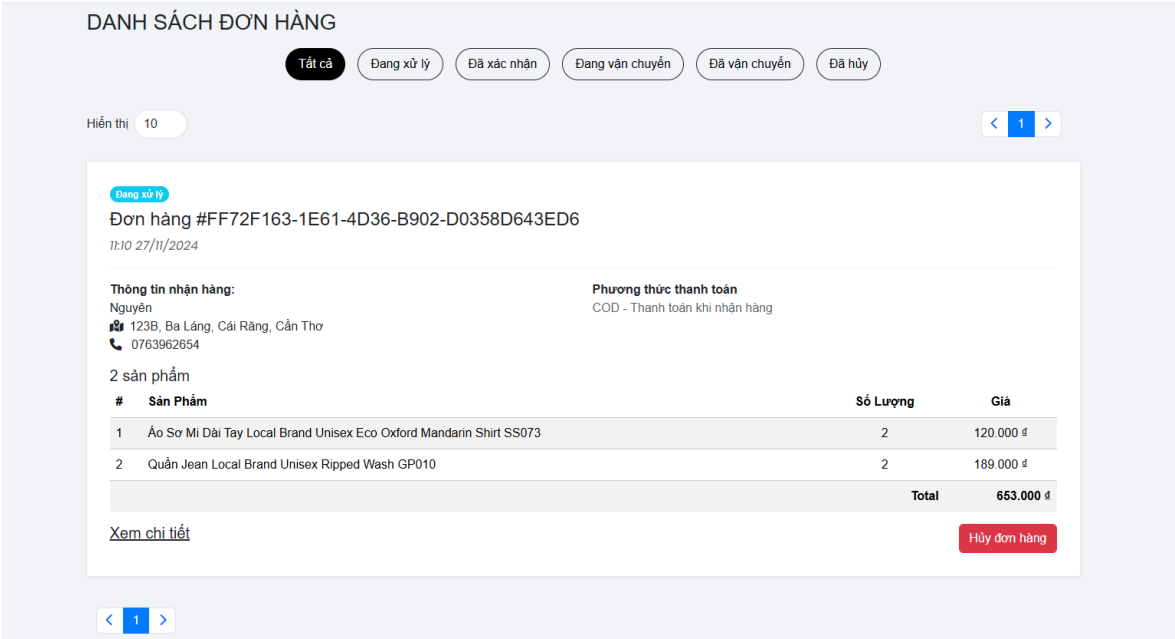 DANH SÁCH ĐƠN HÀNG
Tất cả Đang xử lý Đã xác nhận Đang vận chuyển Đã vận chuyển Đã hủy
Hiển thị 10 1
Đang xử lý
Đơn hàng #FF72F163-1E61-4D36-B902-D0358D643ED6
11:10 27/11/2024
Thông tin nhận hàng: Phương thức thanh toán
Nguyên COD - Thanh toán khi nhận hàng
123B, Ba Láng, Cái Răng, Cần Thơ
0763962654
2 sản phẩm
# Sản Phẩm Số Lượng Giá
1 Áo Sơ Mi Dài Tay Local Brand Unisex Eco Oxford Mandarin Shirt SS073 2 120.000 ₫
2 Quần Jean Local Brand Unisex Ripped Wash GP010 2 189.000 ₫
Total 653.000 ₫
Xem chi tiết Hủy đơn hàng
1